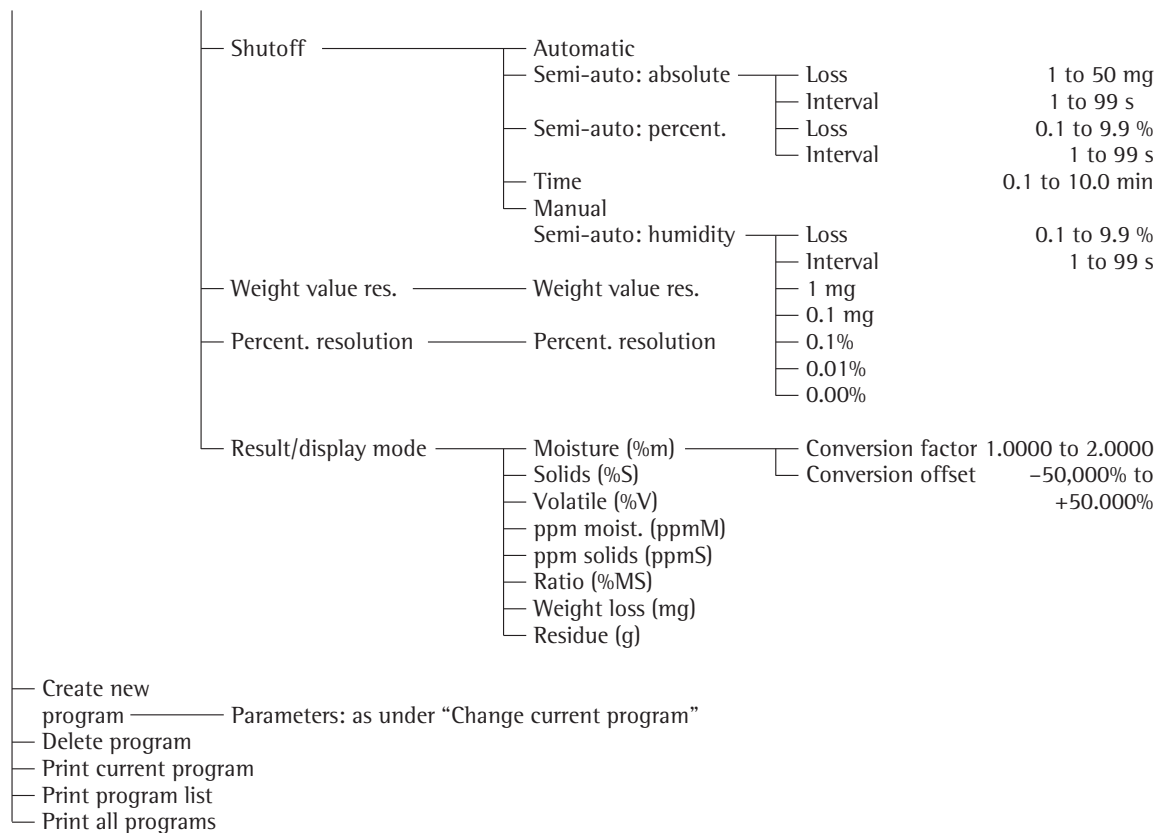 Shutoff Automatic
Semi-auto: absolute Loss 1 to 50 mg
Interval 1 to 99 s
Semi-auto: percent. Loss 0.1 to 9.9 %
Interval 1 to 99 s
Time 0.1 to 10.0 min
Manual
Semi-auto: humidity Loss 0.1 to 9.9 %
Interval 1 to 99 s
Weight value res. Weight value res. 1 mg
0.1 mg
Percent. resolution Percent. resolution 0.1%
0.01%
0.00%
Result/display mode Moisture (%m) Conversion factor 1.0000 to 2.0000
Solids (%S) Conversion offset –50,000% to
Volatile (%V) +50.000%
ppm moist. (ppmM)
ppm solids (ppmS)
Ratio (%MS)
Weight loss (mg)
Residue (g)
Create new
program Parameters: as under “Change current program”
Delete program
Print current program
Print program list
Print all programs